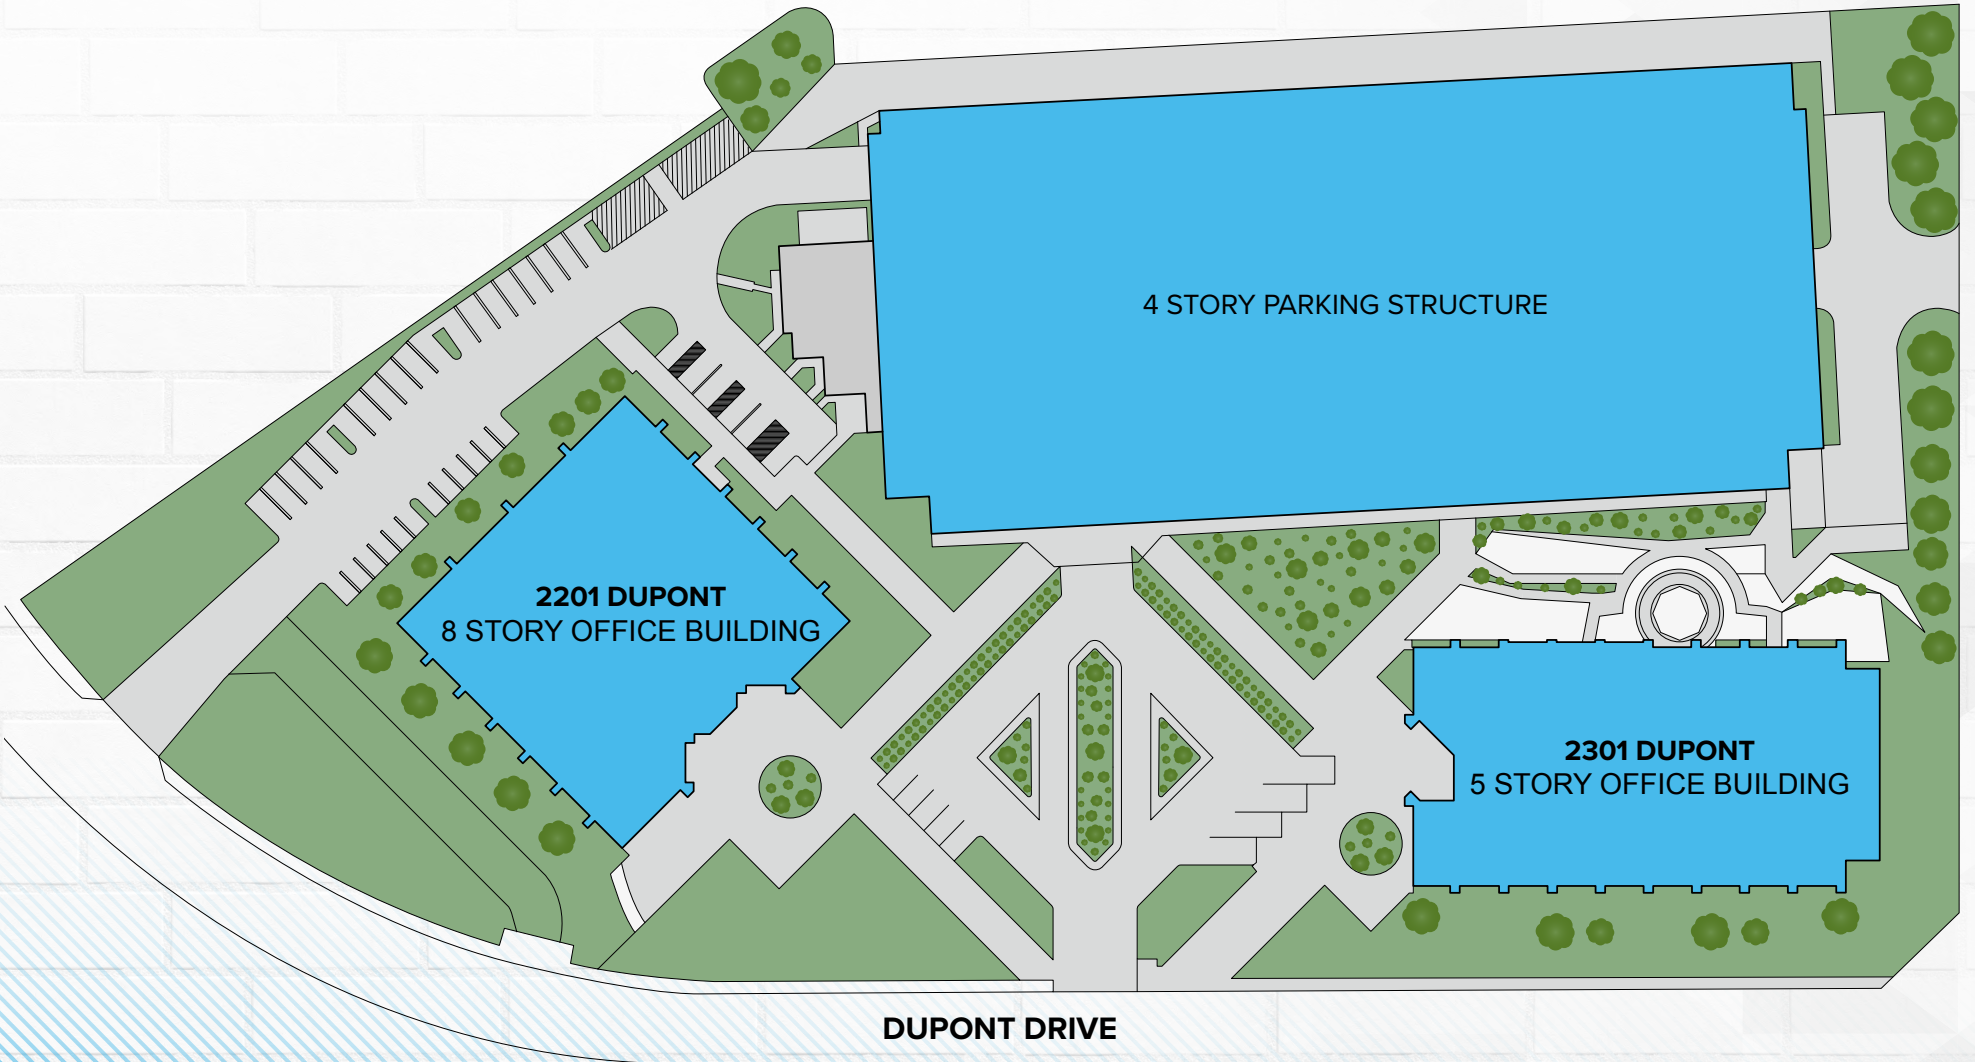 4 STORY PARKING STRUCTURE
2201 DUPONT
8 STORY OFFICE BUILDING
2301 DUPONT
5 STORY OFFICE BUILDING
DUPONT DRIVE